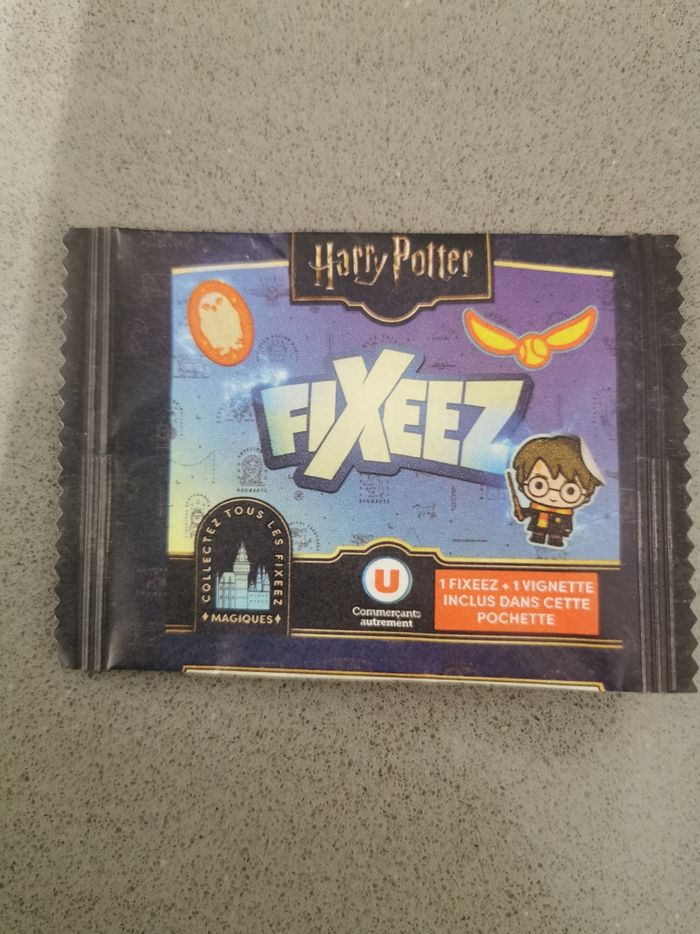 Harry Potter
FIXEEZ
®
COLLECTEZ TOUS LES FIXEEZ
MAGIQUES
U
Commerçants
autrement
1 FIXEEZ + 1 VIGNETTE
INCLUS DANS CETTE
POCHETTE